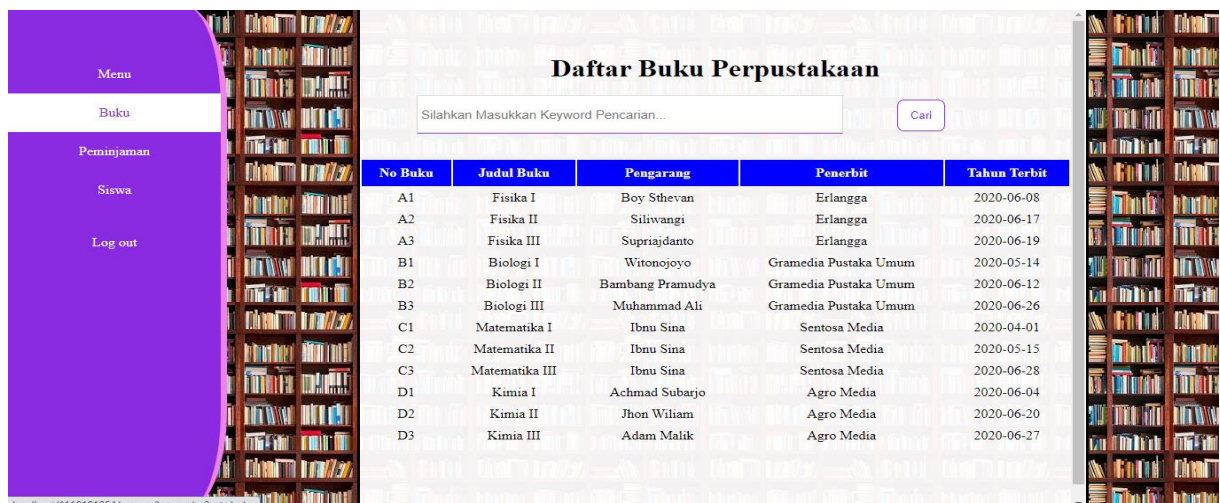 Menu
Buku
Peminjaman
Siswa
Log out
Daftar Buku Perpustakaan
Silahkan Masukkan Keyword Pencarian...
Cari
No Buku Judul Buku Pengarang Penerbit Tahun Terbit
A1 Fisika I Boy Sthevan Erlangga 2020-06-08
A2 Fisika II Siliwangi Erlangga 2020-06-17
A3 Fisika III Supriajdanto Erlangga 2020-06-19
B1 Biologi I Witonojoyo Gramedia Pustaka Umum 2020-05-14
B2 Biologi II Bambang Pramudya Gramedia Pustaka Umum 2020-06-12
B3 Biologi III Muhammad Ali Gramedia Pustaka Umum 2020-06-26
C1 Matematika I Ibnu Sina Sentosa Media 2020-04-01
C2 Matematika II Ibnu Sina Sentosa Media 2020-05-15
C3 Matematika III Ibnu Sina Sentosa Media 2020-06-28
D1 Kimia I Achmad Subarjo Agro Media 2020-06-04
D2 Kimia II Jhon Wiliam Agro Media 2020-06-20
D3 Kimia III Adam Malik Agro Media 2020-06-27